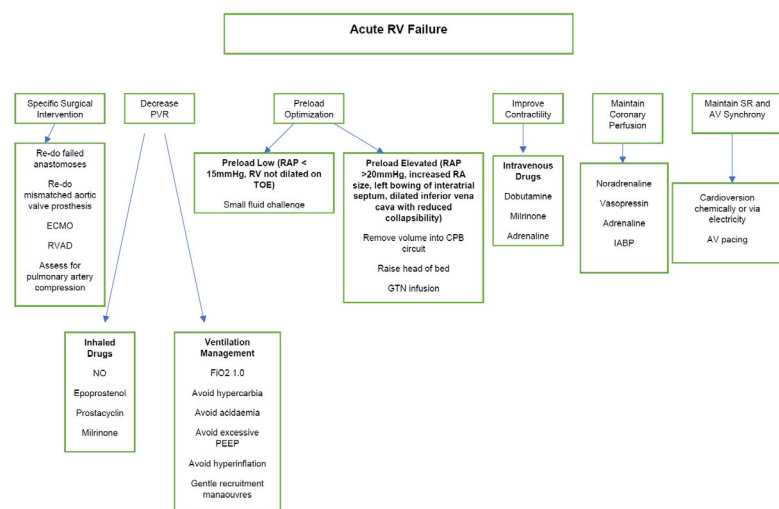 Acute RV Failure
Specific Surgical
Intervention
Decrease
PVR
Preload
Optimization
Improve
Contractility
Maintain
Coronary
Perfusion
Maintain SR and
AV Synchrony
Re-do failed
anastomoses
Re-do
mismatched aortic
valve prosthesis
ECMO
RVAD
Assess for
pulmonary artery
compression
Preload Low (RAP <
15mmHg, RV not dilated on
TOE)
Small fluid challenge
Preload Elevated (RAP
>20mmHg, increased RA
size, left bowing of interatrial
septum, dilated inferior vena
cava with reduced
collapsibility)
Remove volume into CPB
circuit
Raise head of bed
GTN infusion
Intravenous
Drugs
Dobutamine
Milrinone
Adrenaline
Noradrenaline
Vasopressin
Adrenaline
IABP
Cardioversion
chemically or via
electricity
AV pacing
Inhaled
Drugs
NO
Epoprostenol
Prostacyclin
Milrinone
Ventilation
Management
FiO2 1.0
Avoid hypercarbia
Avoid acidaemia
Avoid excessive
PEEP
Avoid hyperinflation
Gentle recruitment
manaouvres